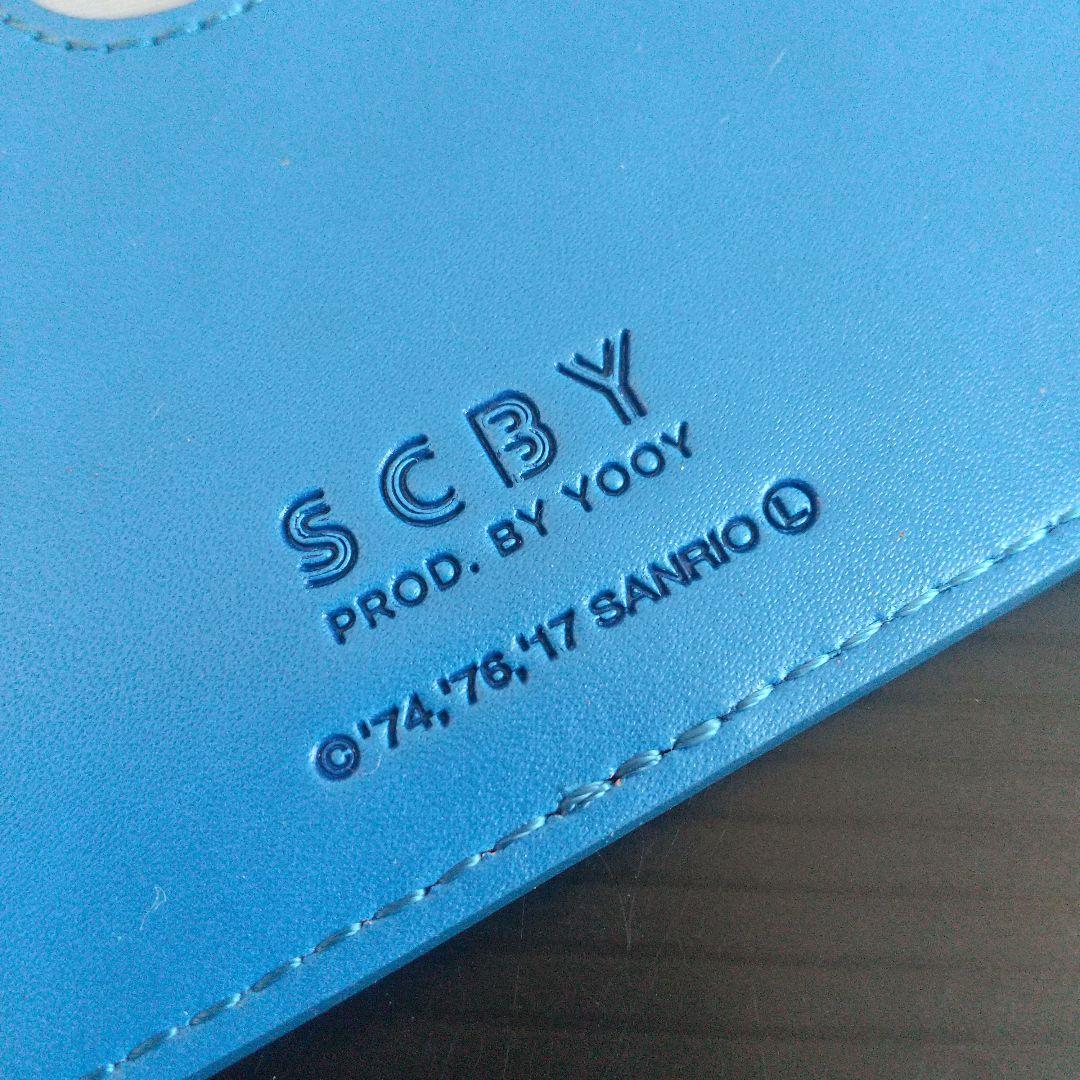 SCBY
PROD. BY YOOY
©'74,'76,'17 SANRIO Ⓛ